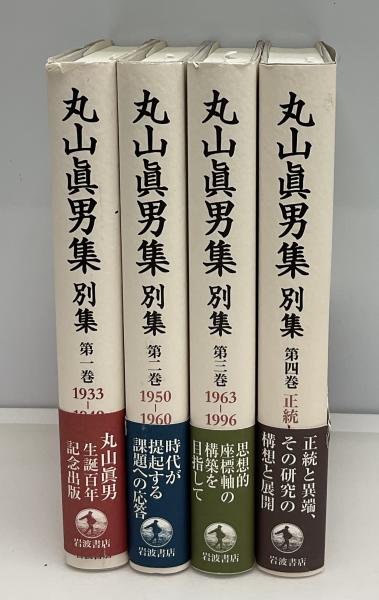 丸山眞男集
別集
第一巻
1933
丸山眞男
生誕百年
記念出版
岩波書店
丸山眞男集
別集
第二巻
1950
–
1960
時代が
提起する
課題への応答
岩波書店
丸山眞男集
別集
第三巻
1963
–
1996
思想的
座標軸の
構築を
目指して
岩波書店
丸山眞男集
別集
第四巻
正統
正統と異端、
その研究の
構想と展開
岩波書店